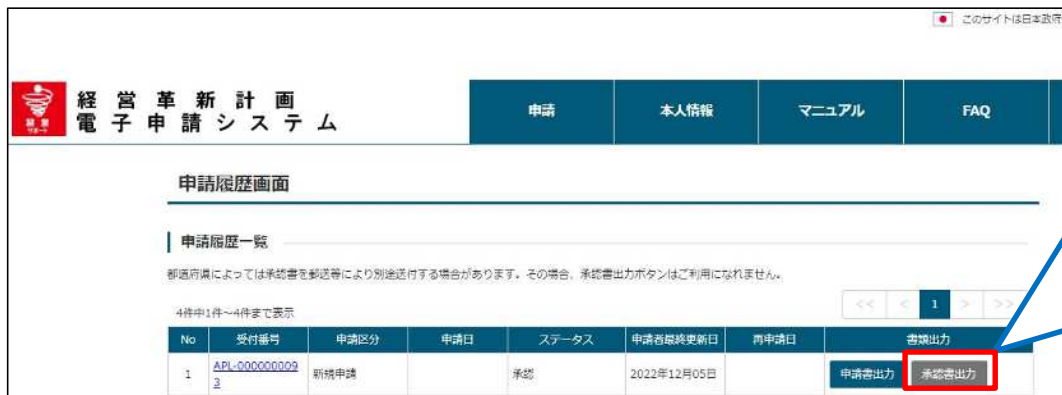 このサイトは日本政府
経営革新計画
電子申請システム
申請
本人情報
マニュアル
FAQ
申請履歴画面
申請履歴一覧
都道府県によっては承認書を郵送等により別途送付する場合があります。その場合、承認書出力ボタンはご利用になれません。
4件中1件~4件まで表示
<< < 1 > >>
No 受付番号 申請区分 申請日 ステータス 申請者最終更新日 再申請日 書類出力
1 APL-0000000093 新規申請 承認 2022年12月05日 申請書出力 承認書出力